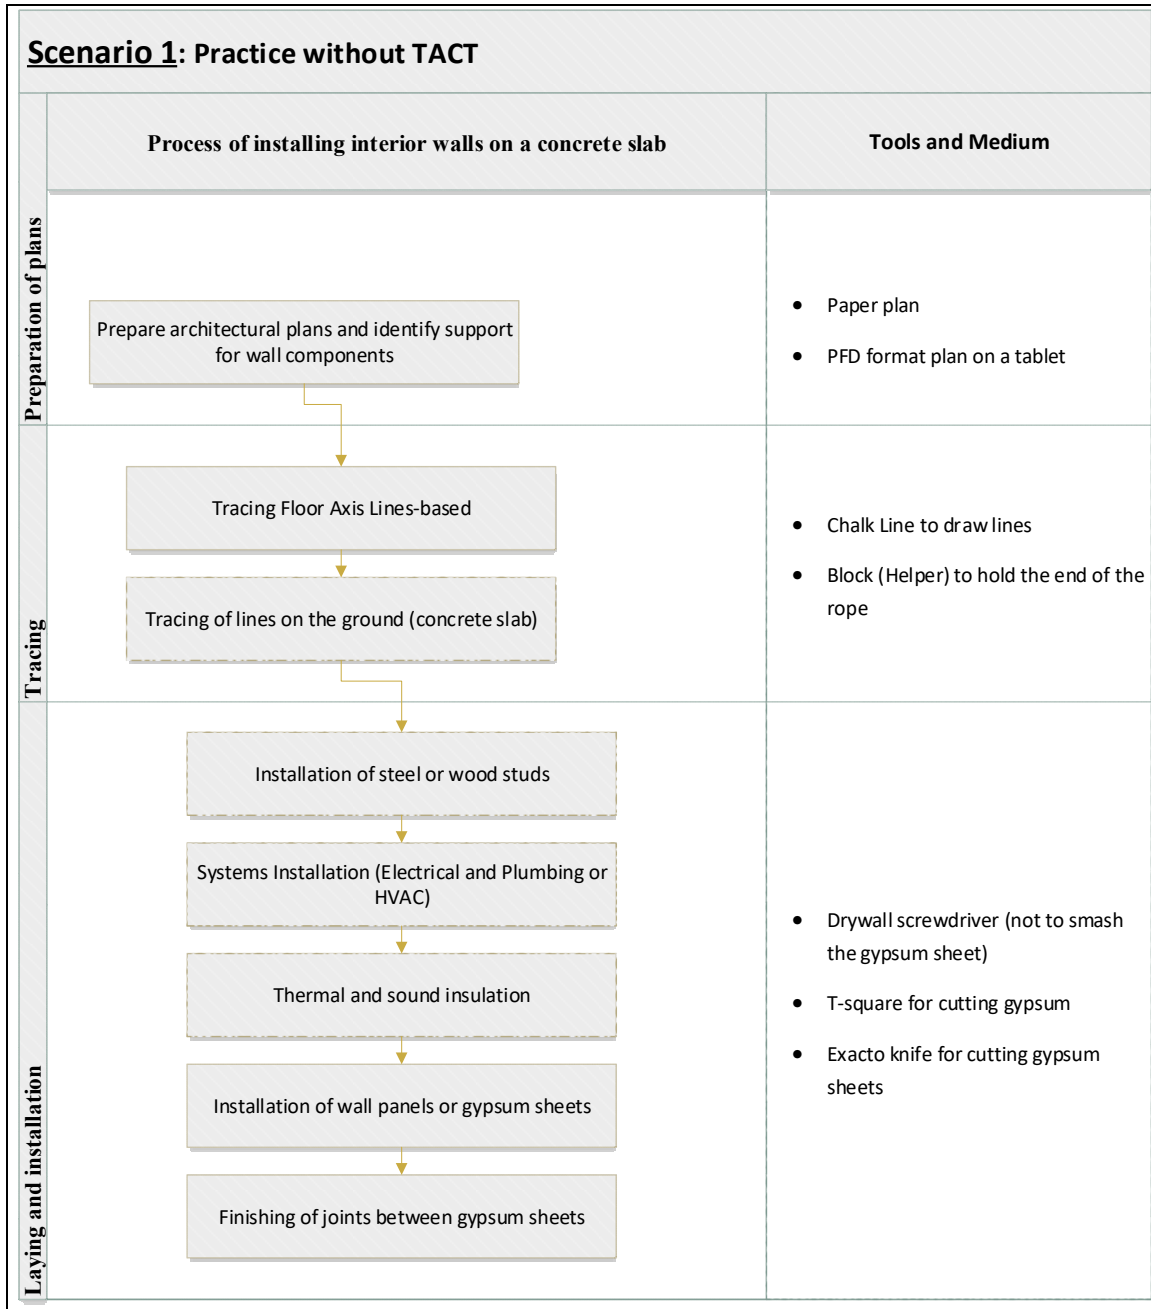 Scenario 1: Practice without TACT
Process of installing interior walls on a concrete slab
Tools and Medium
Preparation of plans
Prepare architectural plans and identify support
for wall components
● Paper plan
● PFD format plan on a tablet
Tracing
Tracing Floor Axis Lines-based
Tracing of lines on the ground (concrete slab)
● Chalk Line to draw lines
● Block (Helper) to hold the end of the
rope
Laying and installation
Installation of steel or wood studs
Systems Installation (Electrical and Plumbing or
HVAC)
Thermal and sound insulation
Installation of wall panels or gypsum sheets
Finishing of joints between gypsum sheets
● Drywall screwdriver (not to smash
the gypsum sheet)
● T-square for cutting gypsum
● Exacto knife for cutting gypsum
sheets